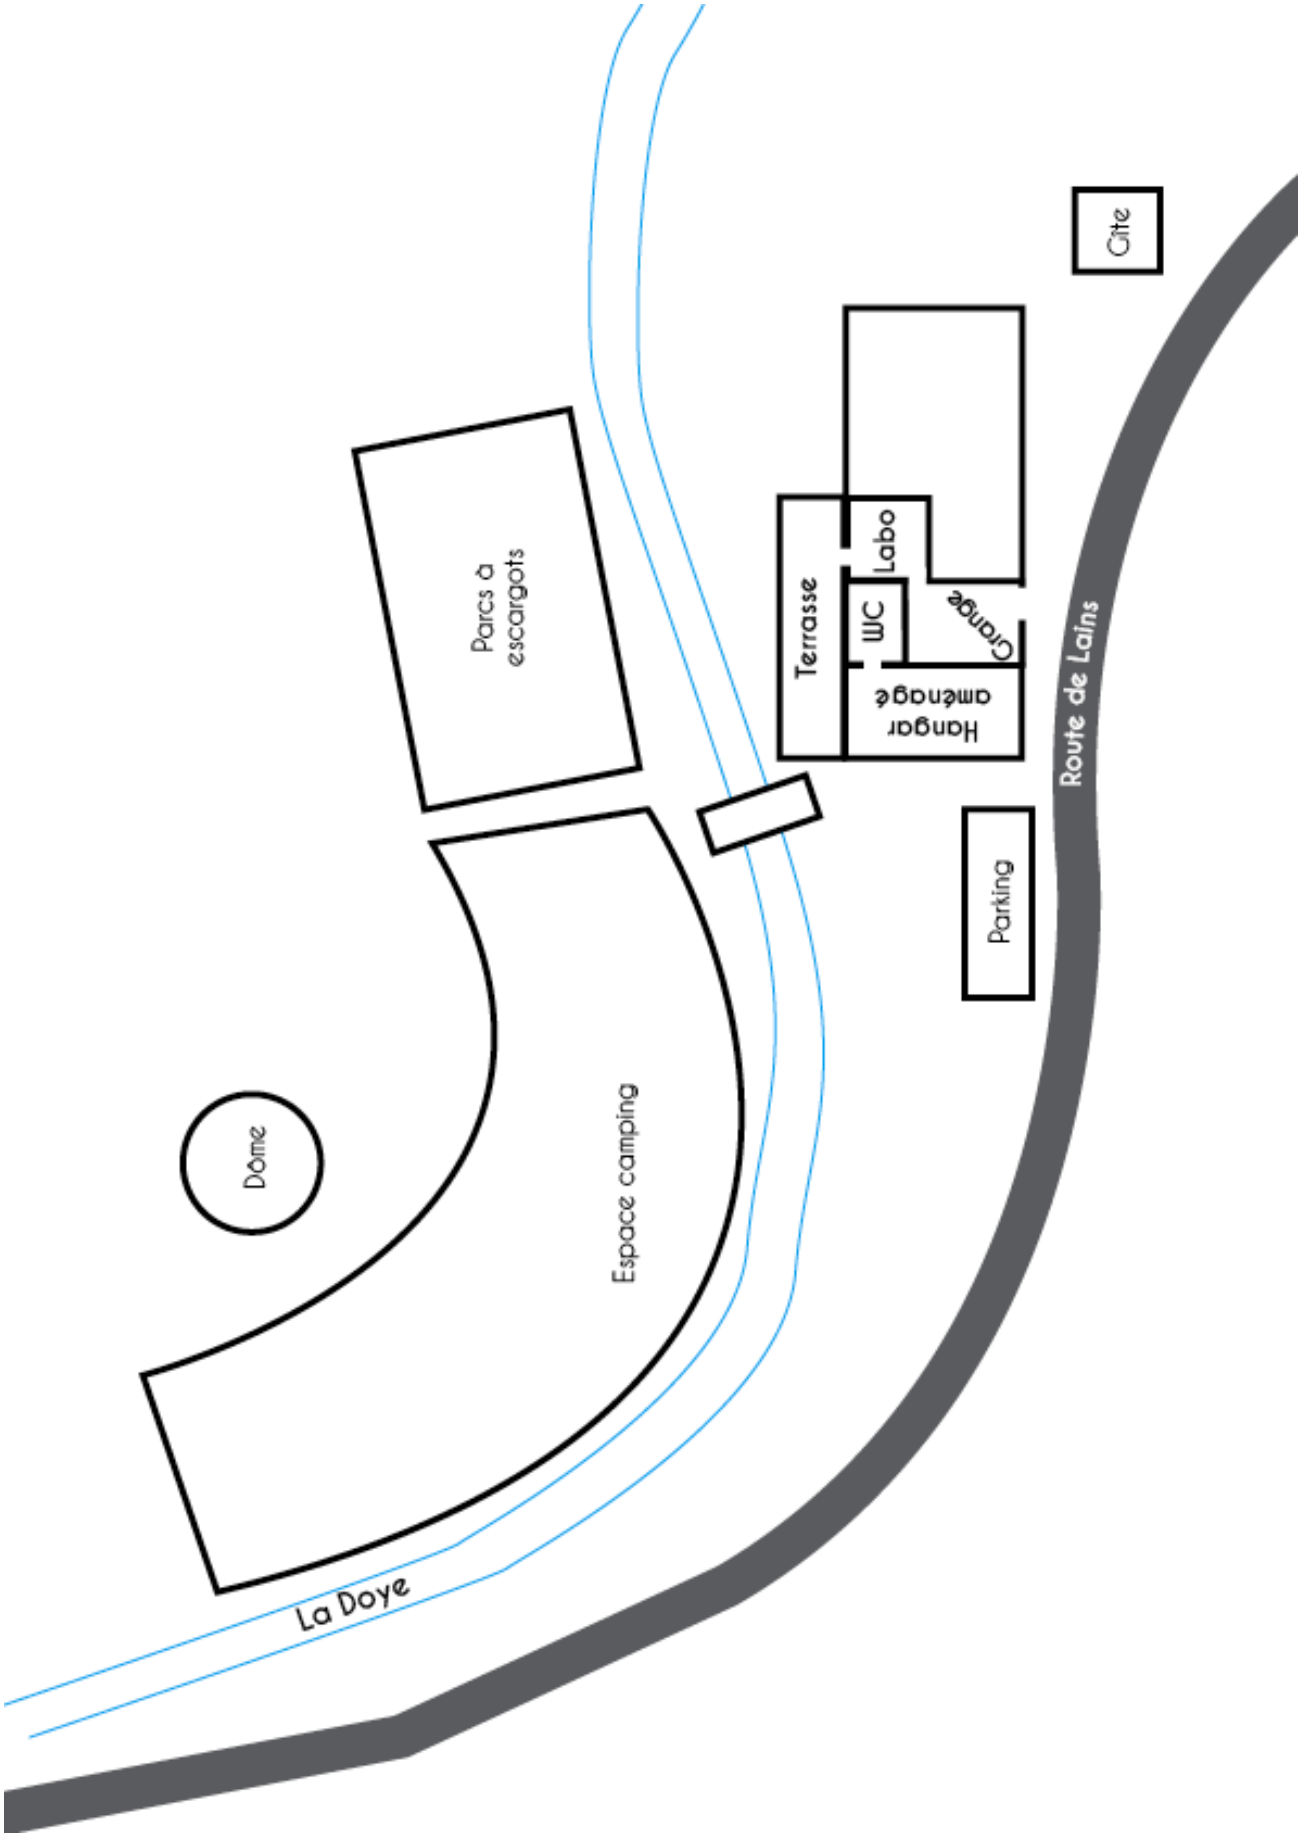 Gîte
Parcs à
escargots
Labo
Terrasse
WC
Grange
Hangar
aménagé
Route de Lains
Parking
Dôme
Espace camping
La Doye